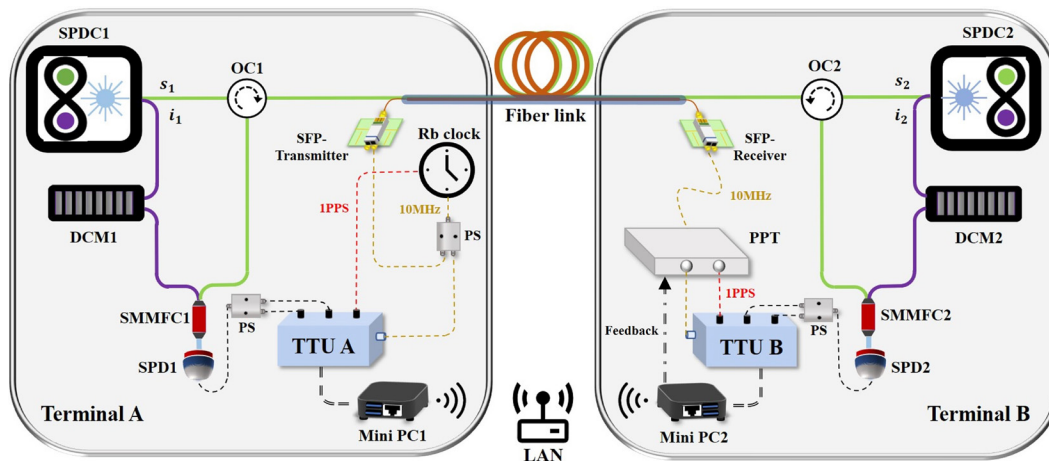 SPDC1
s₁
i₁
OC1
DCM1
SMMFC1
SPD1
PS
SFP-
Transmitter
Rb clock
1PPS
10MHz
PS
TTU A
Mini PC1
Terminal A
Fiber link
LAN
SPDC2
s₂
i₂
OC2
SFP-
Receiver
10MHz
PPT
DCM2
1PPS
Feedback
TTU B
PS
SMMFC2
SPD2
Mini PC2
Terminal B